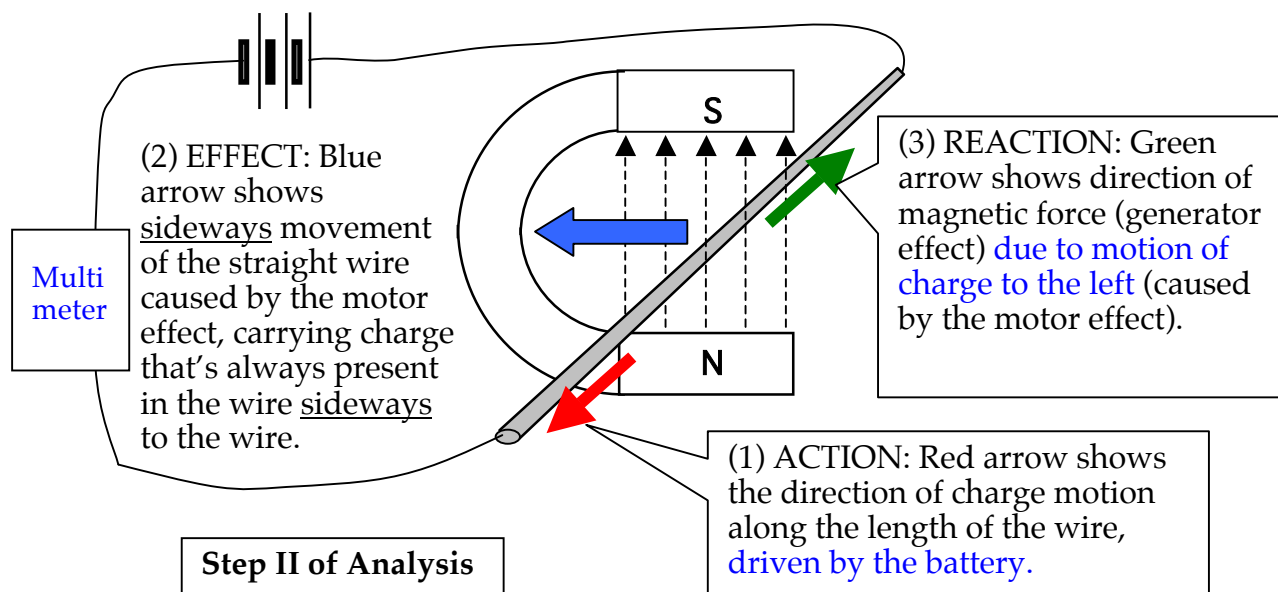 (2) EFFECT: Blue
arrow shows
sideways movement
of the straight wire
caused by the motor
effect, carrying charge
that’s always present
in the wire sideways
to the wire.
Multi
meter
S
N
(3) REACTION: Green
arrow shows direction of
magnetic force (generator
effect) due to motion of
charge to the left (caused
by the motor effect).
(1) ACTION: Red arrow shows
the direction of charge motion
along the length of the wire,
driven by the battery.
Step II of Analysis